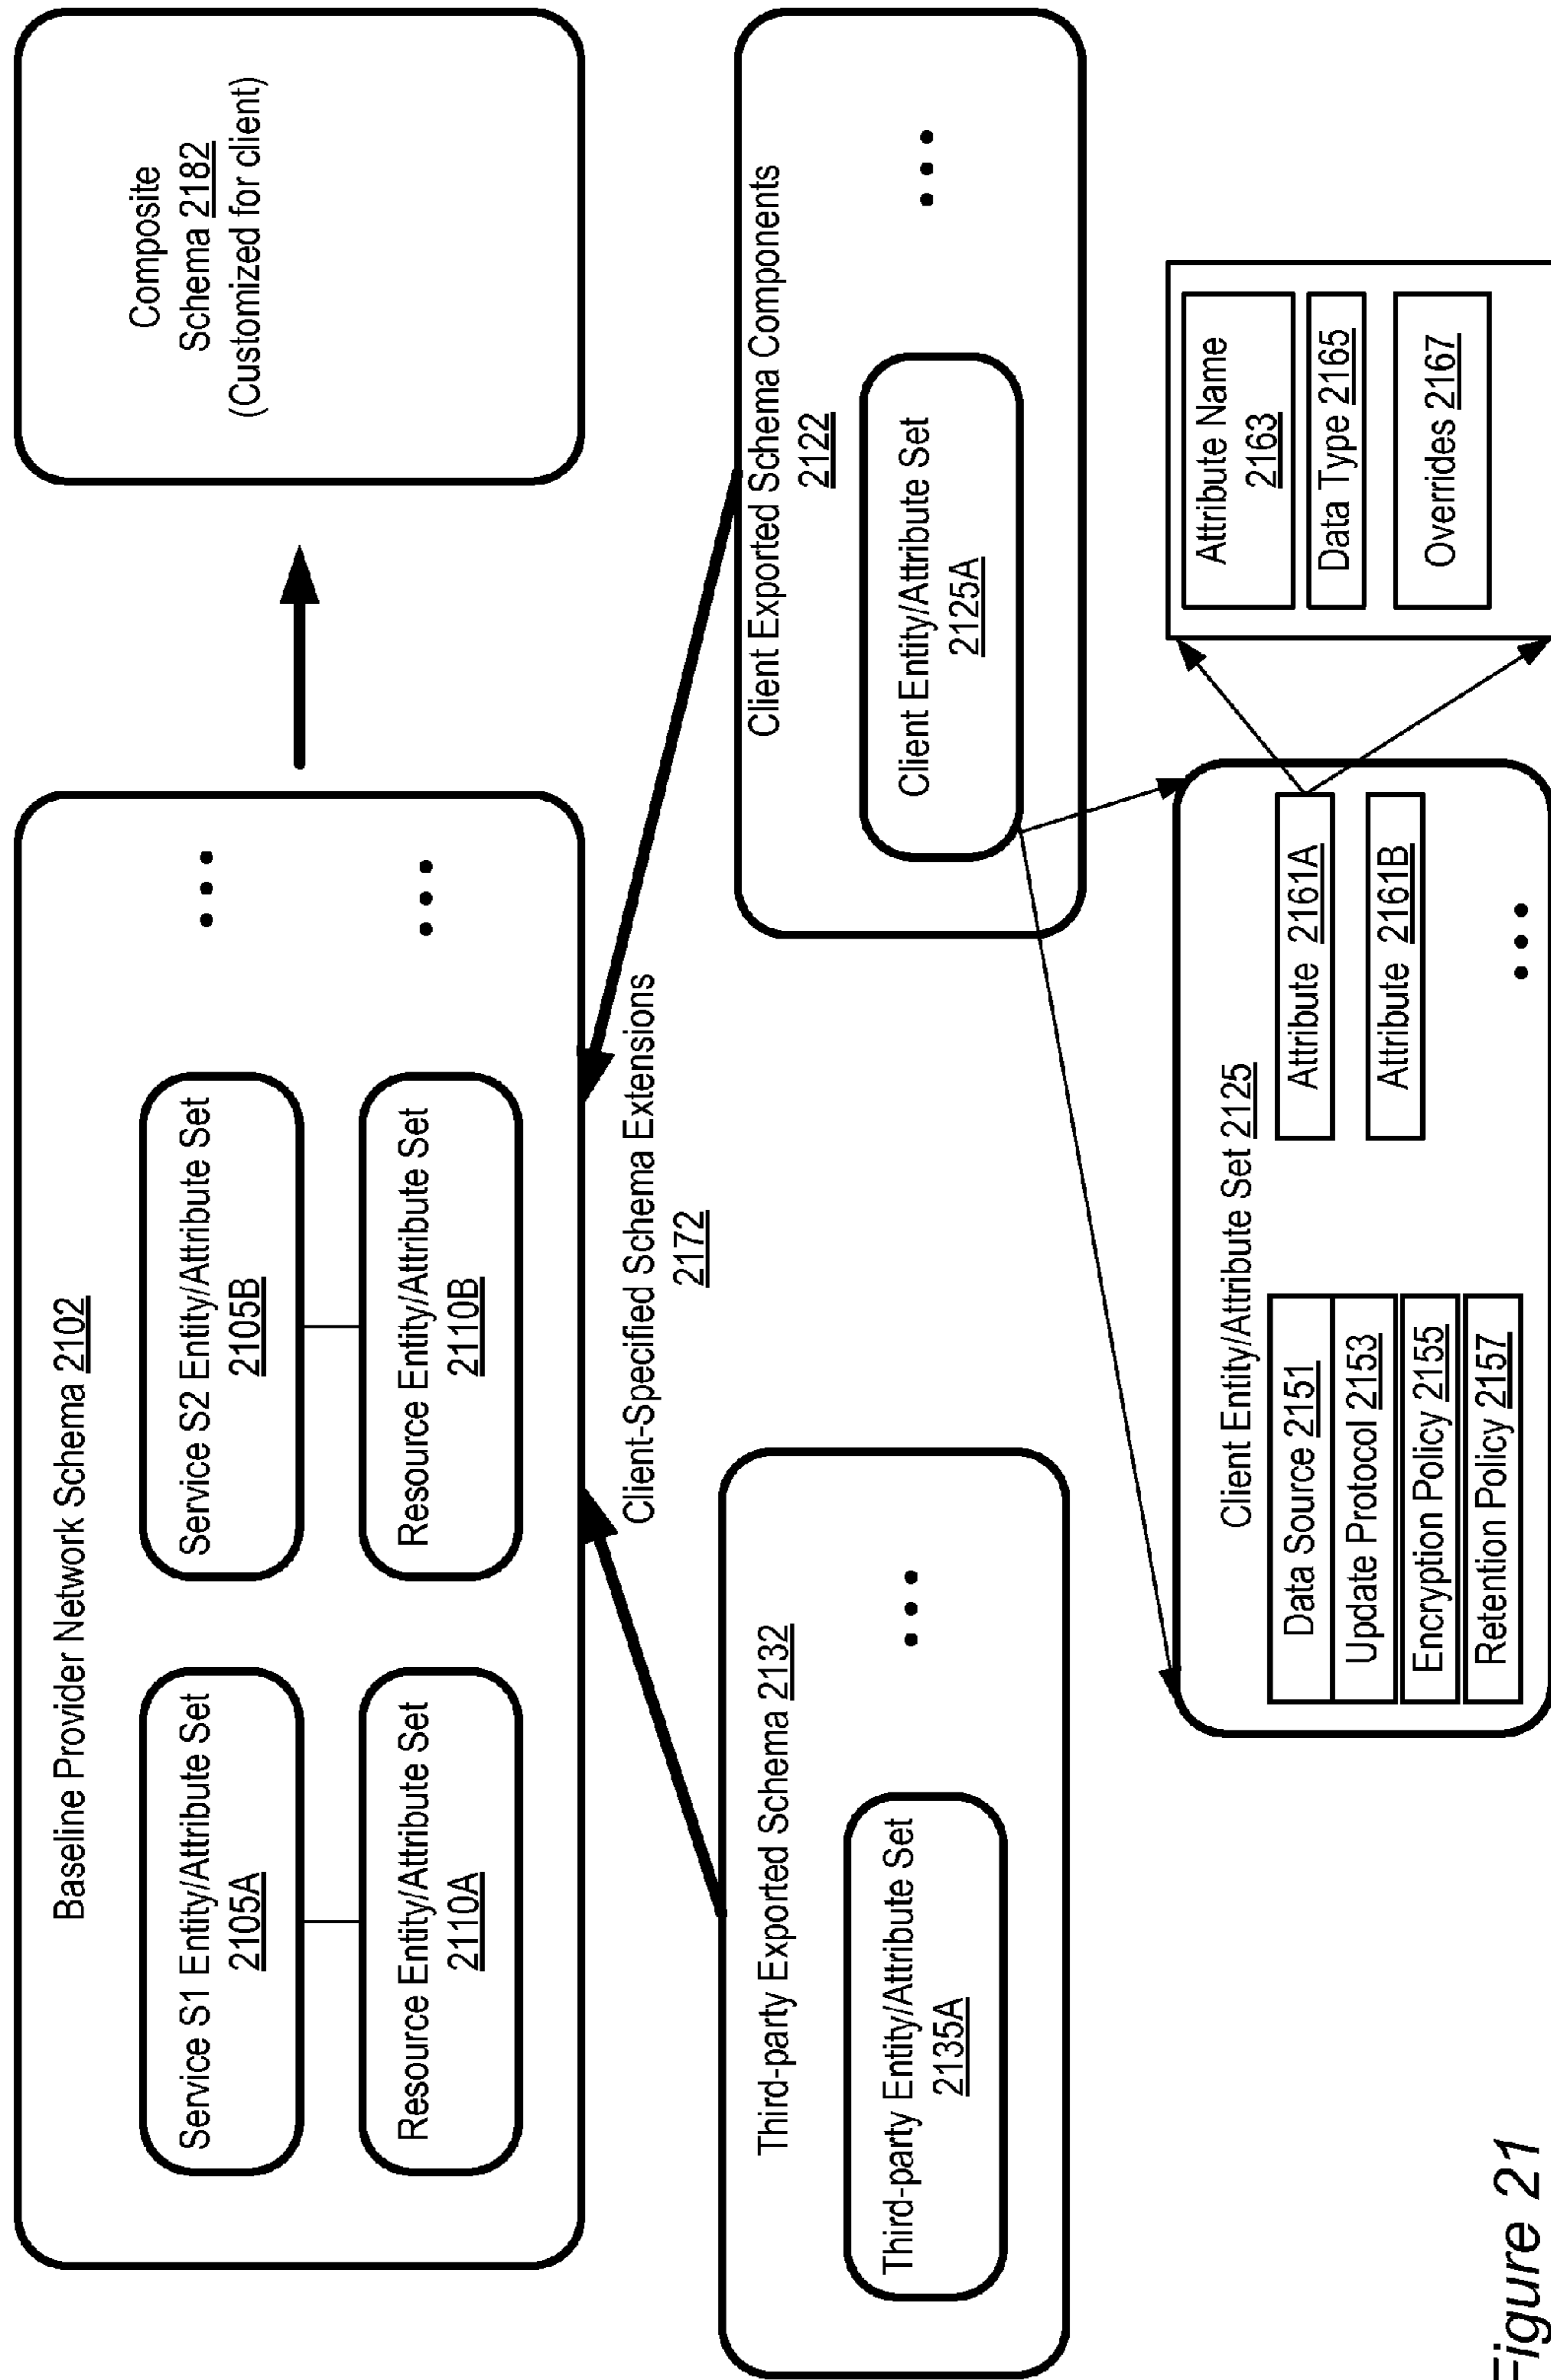 Baseline Provider Network Schema 2102
Service S1 Entity/Attribute Set
2105A
Resource Entity/Attribute Set
2110A
Service S2 Entity/Attribute Set
2105B
Resource Entity/Attribute Set
2110B
Composite
Schema 2182
(Customized for client)
Client-Specified Schema Extensions
2172
Third-party Exported Schema 2132
Third-party Entity/Attribute Set
2135A
Client Exported Schema Components
2122
Client Entity/Attribute Set
2125A
Client Entity/Attribute Set 2125
Data Source 2151
Update Protocol 2153
Encryption Policy 2155
Retention Policy 2157
Attribute 2161A
Attribute 2161B
Attribute Name
2163
Data Type 2165
Overrides 2167
Figure 21